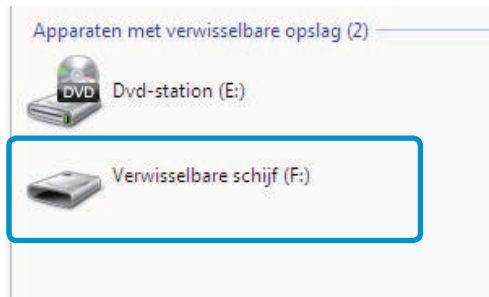 Apparaten met verwisselbare opslag (2)
DVD
Dvd-station (E:)
Verwisselbare schijf (F:)